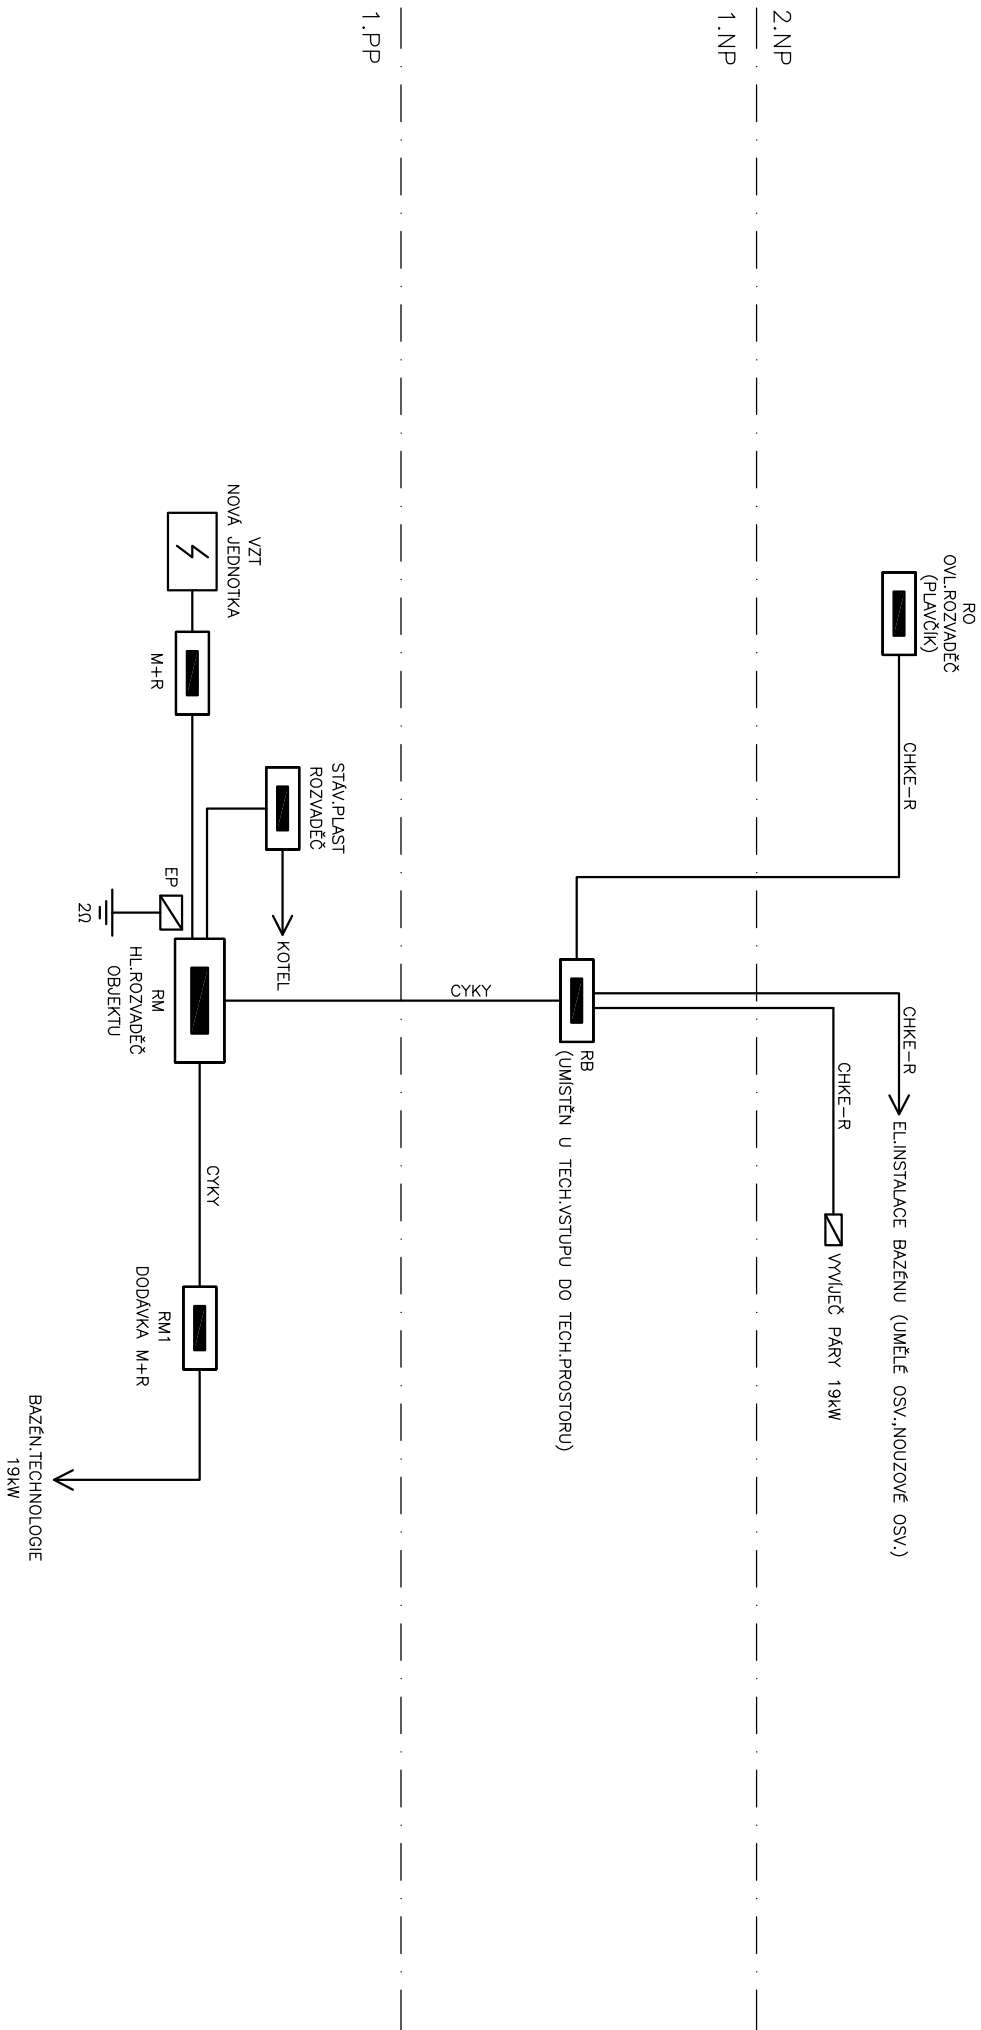 2.NP
1.NP
1.PP
RO
OVL.ROZVADĚČ
(PLAVČÍK)
CHKE-R
CHKE-R
EL.INSTALACE BAZÉNU (UMĚLÉ OSV.,NOUZOVÉ OSV.)
CHKE-R
VYVÍJEČ PÁRY 19kW
RB
(UMÍSTĚN U TECH.VSTUPU DO TECH.PROSTORU)
CYKY
STÁV.PLAST
ROZVADĚČ
KOTEL
VZT
NOVÁ JEDNOTKA
M+R
EP
2Ω
RM
HL.ROZVADĚČ
OBJEKTU
CYKY
RM1
DODÁVKA M+R
BAZÉN.TECHNOLOGIE
19kW